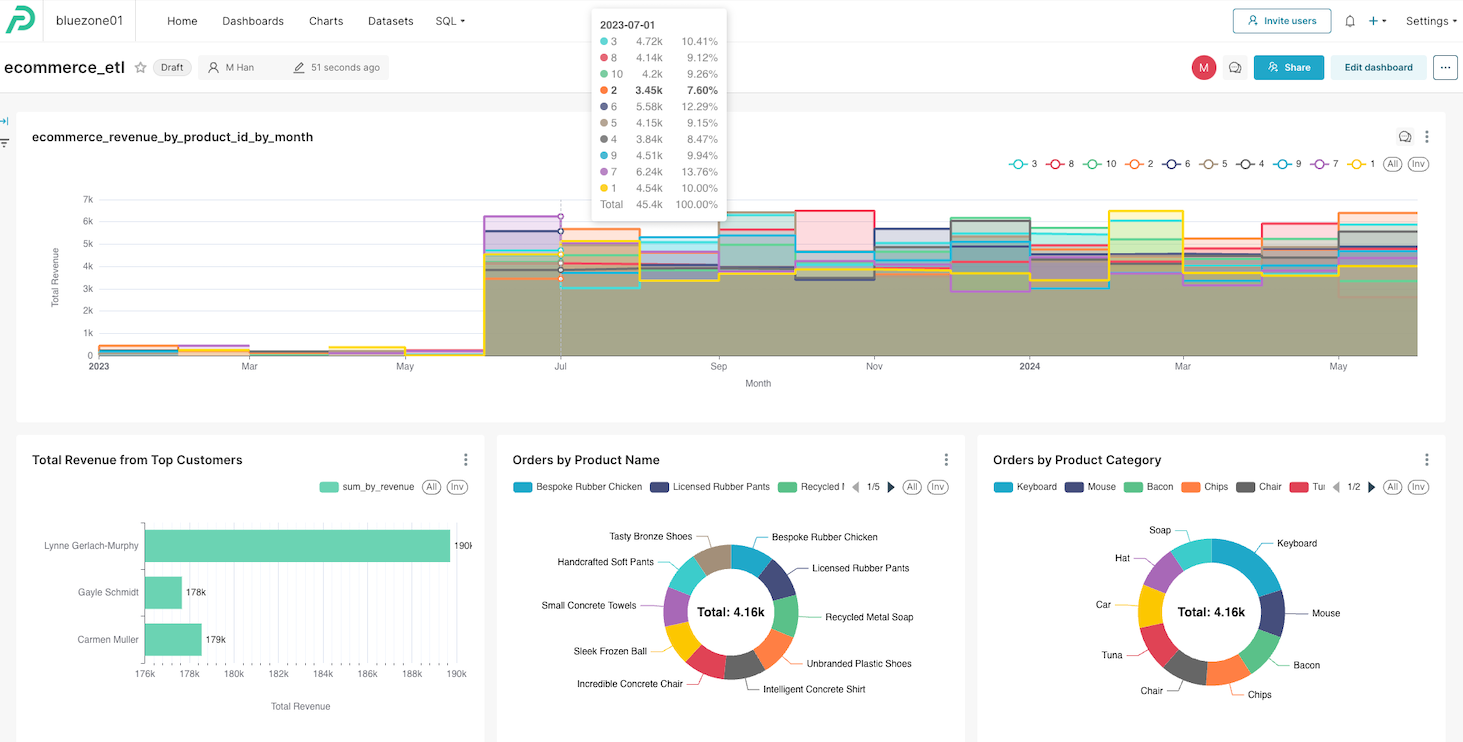 bluezone01 Home Dashboards Charts Datasets SQL Invite users + Settings
ecommerce_etl Draft M Han 51 seconds ago M Share Edit dashboard ...
2023-07-01
3 4.72k 10.41%
8 4.14k 9.12%
10 4.2k 9.26%
2 3.45k 7.60%
6 5.58k 12.29%
5 4.15k 9.15%
4 3.84k 8.47%
9 4.51k 9.94%
7 6.24k 13.76%
1 4.54k 10.00%
Total 45.4k 100.00%
ecommerce_revenue_by_product_id_by_month
3 8 10 2 6 5 4 9 7 1 All Inv
Total Revenue
7k
6k
5k
4k
3k
2k
1k
0
2023 Mar May Jul Sep Nov 2024 Mar May
Month
Total Revenue from Top Customers
sum_by_revenue All Inv
Lynne Gerlach-Murphy 190k
Gayle Schmidt 178k
Carmen Muller 179k
176k 178k 180k 182k 184k 186k 188k 190k
Total Revenue
Orders by Product Name
Bespoke Rubber Chicken Licensed Rubber Pants Recycled 1/5 All Inv
Tasty Bronze Shoes Bespoke Rubber Chicken
Handcrafted Soft Pants Licensed Rubber Pants
Small Concrete Towels Total: 4.16k Recycled Metal Soap
Sleek Frozen Ball Unbranded Plastic Shoes
Incredible Concrete Chair Intelligent Concrete Shirt
Orders by Product Category
Keyboard Mouse Bacon Chips Chair Tu 1/2 All Inv
Soap Keyboard
Hat
Car Total: 4.16k Mouse
Tuna Bacon
Chair Chips